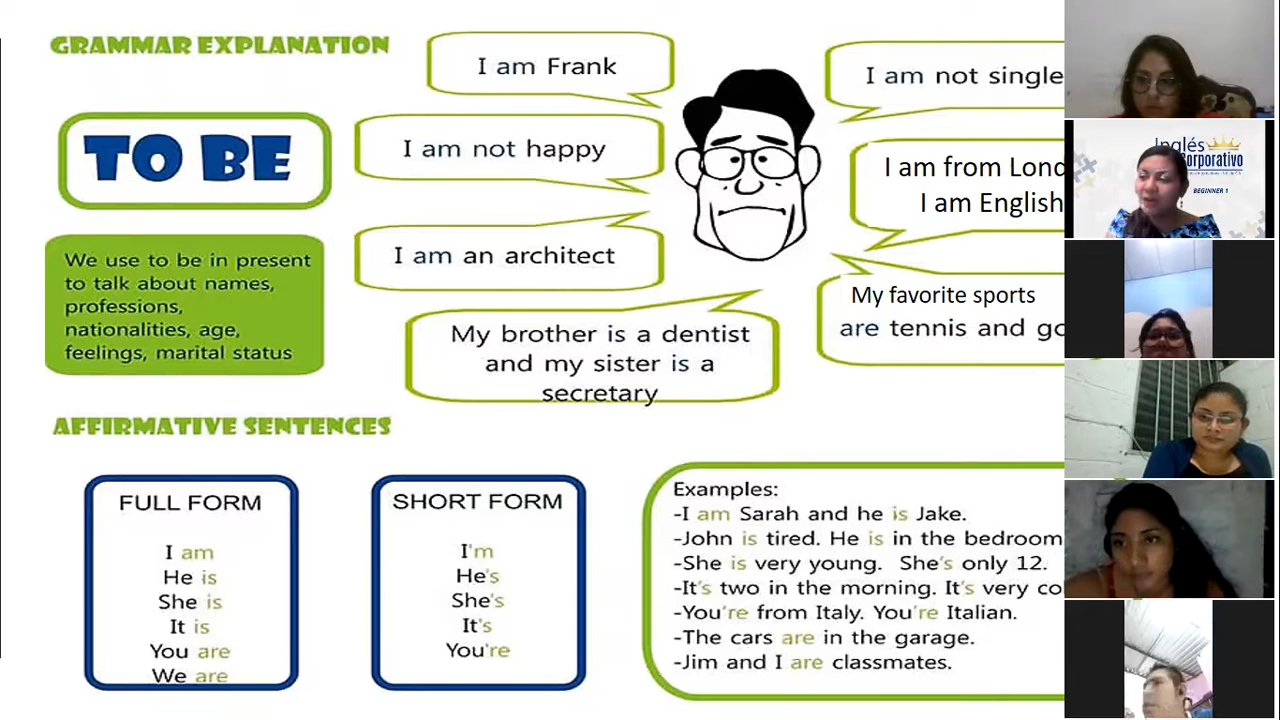 GRAMMAR EXPLANATION
TO BE
We use to be in present
to talk about names,
professions,
nationalities, age,
feelings, marital status
I am Frank
I am not happy
I am an architect
My brother is a dentist
and my sister is a
secretary
I am not single
I am from Lond
I am English
My favorite sports
are tennis and go
AFFIRMATIVE SENTENCES
FULL FORM
I am
He is
She is
It is
You are
We are
SHORT FORM
I'm
He's
She's
It's
You're
Examples:
-I am Sarah and he is Jake.
-John is tired. He is in the bedroom
-She is very young. She's only 12.
-It's two in the morning. It's very co
-You're from Italy. You're Italian.
-The cars are in the garage.
-Jim and I are classmates.
Inglés
Corporativo
BEGINNER 1